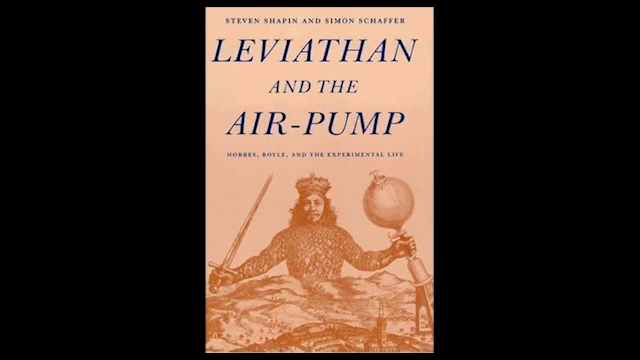 STEVEN SHAPIN AND SIMON SCHAFFER
LEVIATHAN
AND THE
AIR-PUMP
HOBBES, BOYLE, AND THE EXPERIMENTAL LIFE